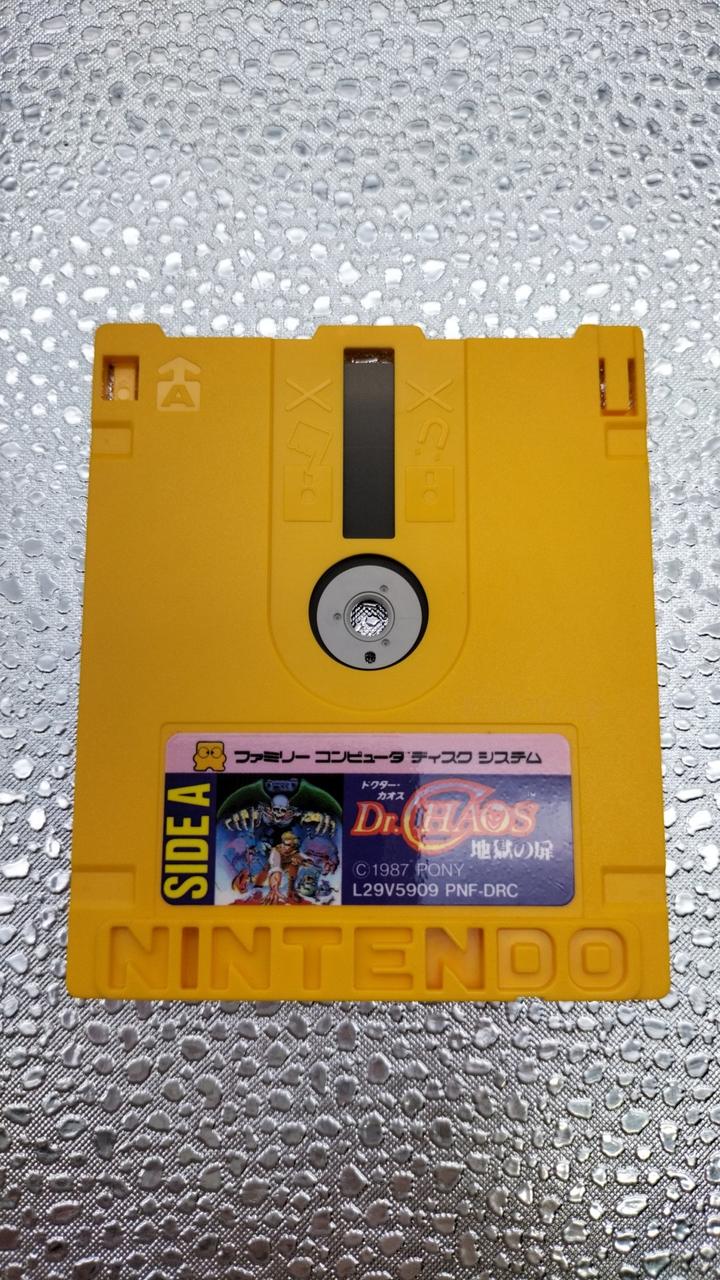 A
ファミリー コンピュータ ディスク システム
SIDE A
ドクター・
カオス
Dr. CHAOS™
地獄の扉
©1987 PONY
L29V5909 PNF-DRC
NINTENDO